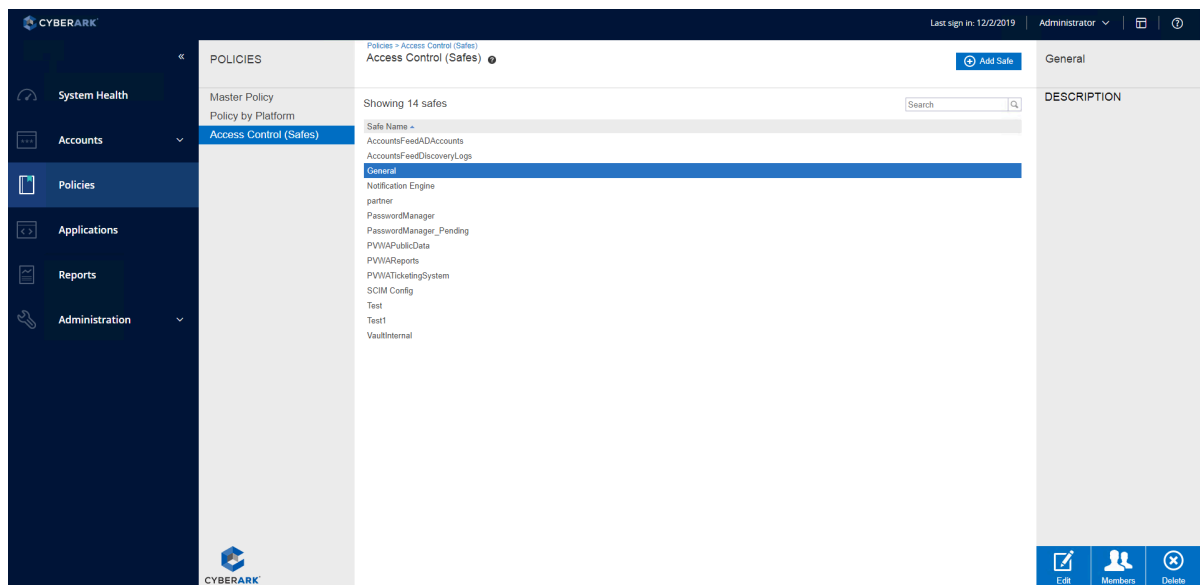 CYBERARK
Last sign in: 12/2/2019
Administrator
«
System Health
Accounts
Policies
Applications
Reports
Administration
POLICIES
Master Policy
Policy by Platform
Access Control (Safes)
CYBERARK
Policies > Access Control (Safes)
Access Control (Safes)
Add Safe
Showing 14 safes
Search
Safe Name
AccountsFeedADAccounts
AccountsFeedDiscoveryLogs
General
Notification Engine
partner
PasswordManager
PasswordManager_Pending
PVWAPublicData
PVWAReports
PVWATicketingSystem
SCIM Config
Test
Test1
VaultInternal
General
DESCRIPTION
Edit
Members
Delete